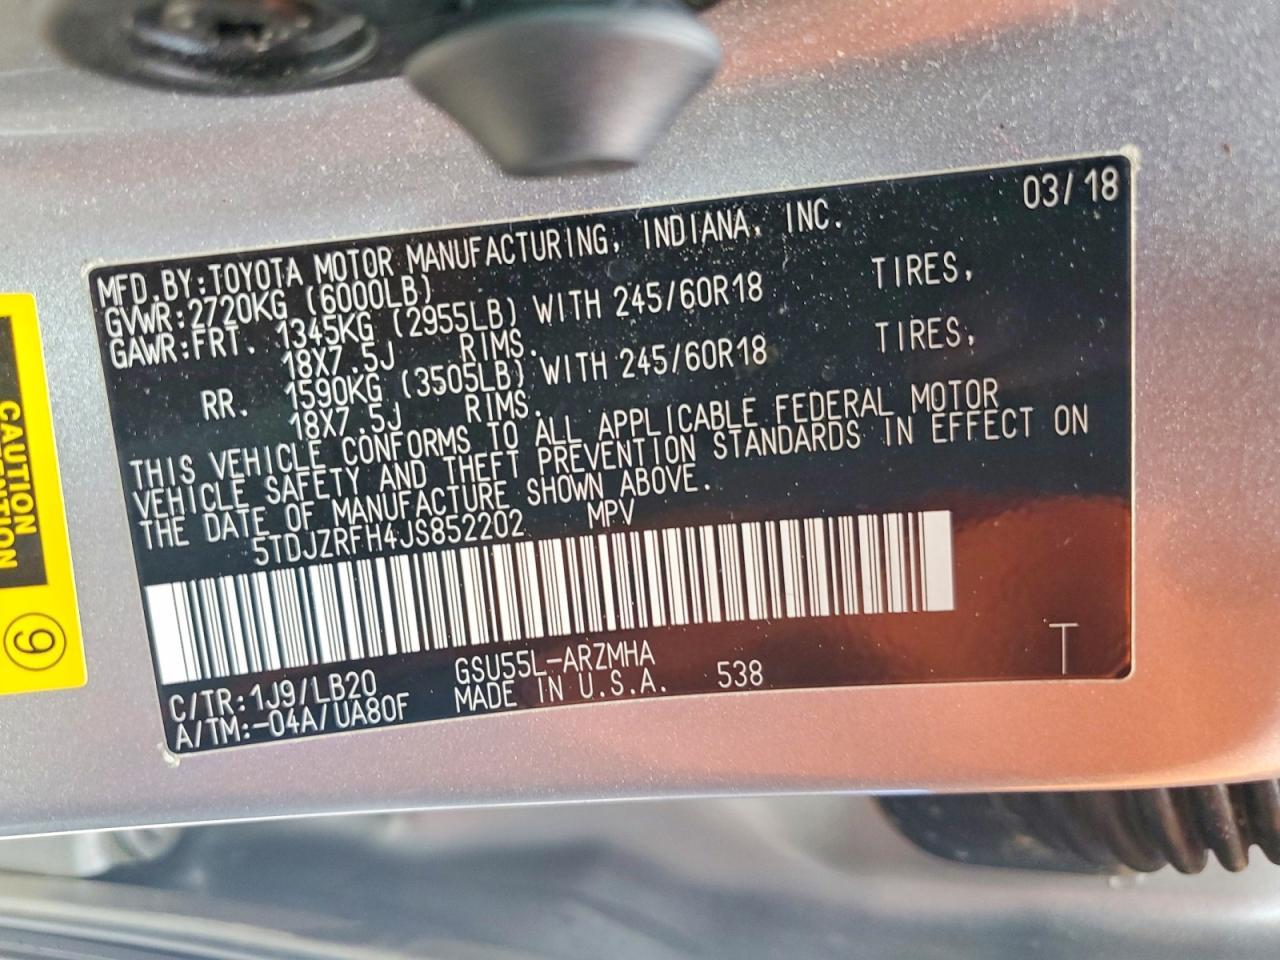 03/18
MFD.BY:TOYOTA MOTOR MANUFACTURING, INDIANA, INC.
GVWR:2720KG (6000LB)
GAWR:FRT. 1345KG (2955LB) WITH 245/60R18 TIRES,
18X7.5J RIMS.
RR. 1590KG (3505LB) WITH 245/60R18 TIRES,
18X7.5J RIMS.
THIS VEHICLE CONFORMS TO ALL APPLICABLE FEDERAL MOTOR
VEHICLE SAFETY AND THEFT PREVENTION STANDARDS IN EFFECT ON
THE DATE OF MANUFACTURE SHOWN ABOVE.
5TDJZRFH4JS852202 MPV
C/TR:1J9/LB20 GSU55L-ARZMHA
A/TM:-04A/UA80F MADE IN U.S.A. 538
T
CAUTION
9